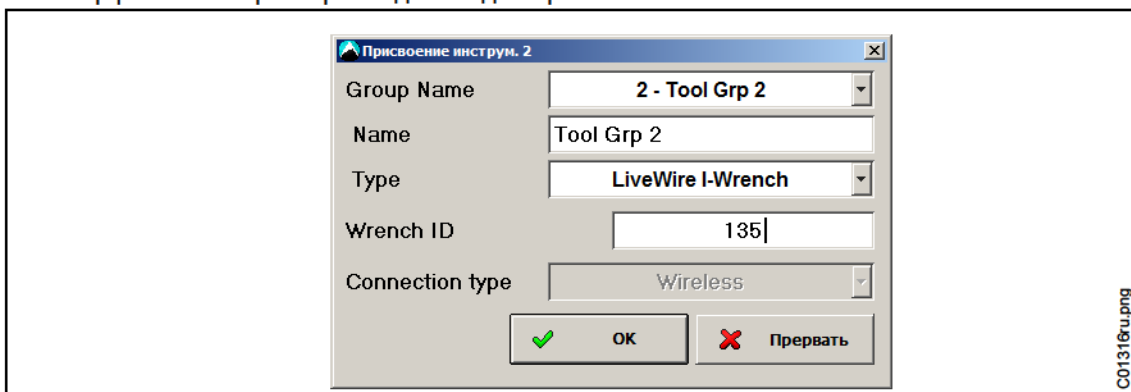 Присвоение инструм. 2
Group Name 2 - Tool Grp 2
Name Tool Grp 2
Type LiveWire I-Wrench
Wrench ID 135
Connection type Wireless
OK Прервать
C01316ru.png